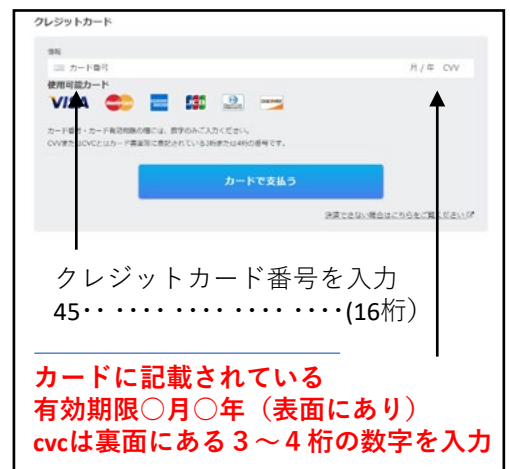 クレジットカード
情報
カード番号 月 / 年 CVV
使用可能カード
VISA JCB DISCOVER
カード番号・カード有効期限の欄には、数字のみご入力ください。
CVVまたはCVCとはカード裏面等に表記されている3桁または4桁の番号です。
カードで支払う
決済できない場合はこちらをご覧ください
クレジットカード番号を入力
45・・ ・・・・ ・・・・ ・・・・(16桁)
カードに記載されている
有効期限○月○年（表面にあり）
cvcは裏面にある３～４桁の数字を入力